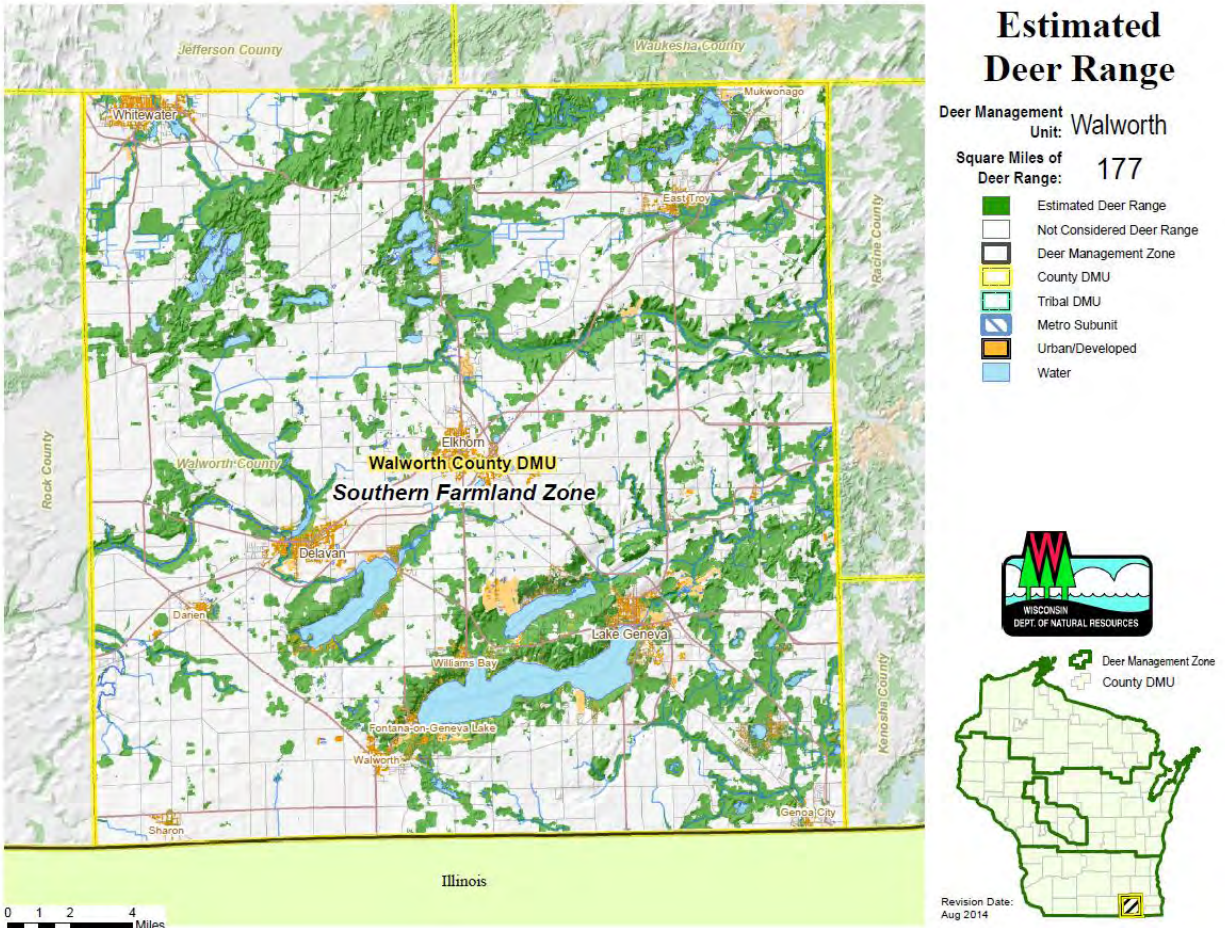 Estimated
Deer Range
Deer Management
Unit:
Walworth
Square Miles of
Deer Range:
177
Estimated Deer Range
Not Considered Deer Range
Deer Management Zone
County DMU
Tribal DMU
Metro Subunit
Urban/Developed
Water
Jefferson County
Waukesha County
Mukwonago
Whitewater
East Troy
Racine County
Rock County
Elkhorn
Walworth County
Walworth County DMU
Southern Farmland Zone
Delavan
Darien
Lake Geneva
Williams Bay
Kenosha County
Fontana-on-Geneva Lake
Walworth
Sharon
Genoa City
Illinois
0 1 2 4
Miles
W
WISCONSIN
DEPT. OF NATURAL RESOURCES
Deer Management Zone
County DMU
Revision Date:
Aug 2014